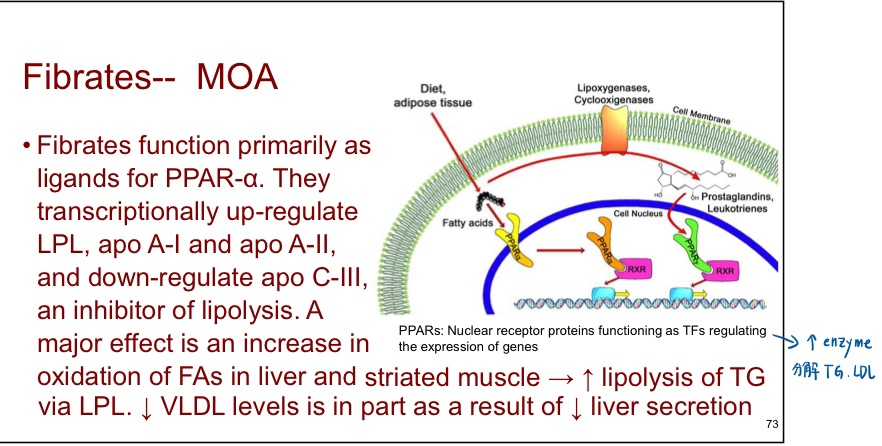 Fibrates-- MOA
• Fibrates function primarily as
ligands for PPAR-α. They
transcriptionally up-regulate
LPL, apo A-I and apo A-II,
and down-regulate apo C-III,
an inhibitor of lipolysis. A
major effect is an increase in
oxidation of FAs in liver and striated muscle → ↑ lipolysis of TG
via LPL. ↓ VLDL levels is in part as a result of ↓ liver secretion
Diet,
adipose tissue
Lipoxygenases,
Cyclooxigenases
Cell Membrane
OH
HO
OH
Prostaglandins,
Leukotrienes
Fatty acids
Cell Nucleus
PPARα
PPARα
RXR
PPARγ
RXR
PPARs: Nuclear receptor proteins functioning as TFs regulating
the expression of genes
→ ↑ enzyme
分解 TG. LDL
73